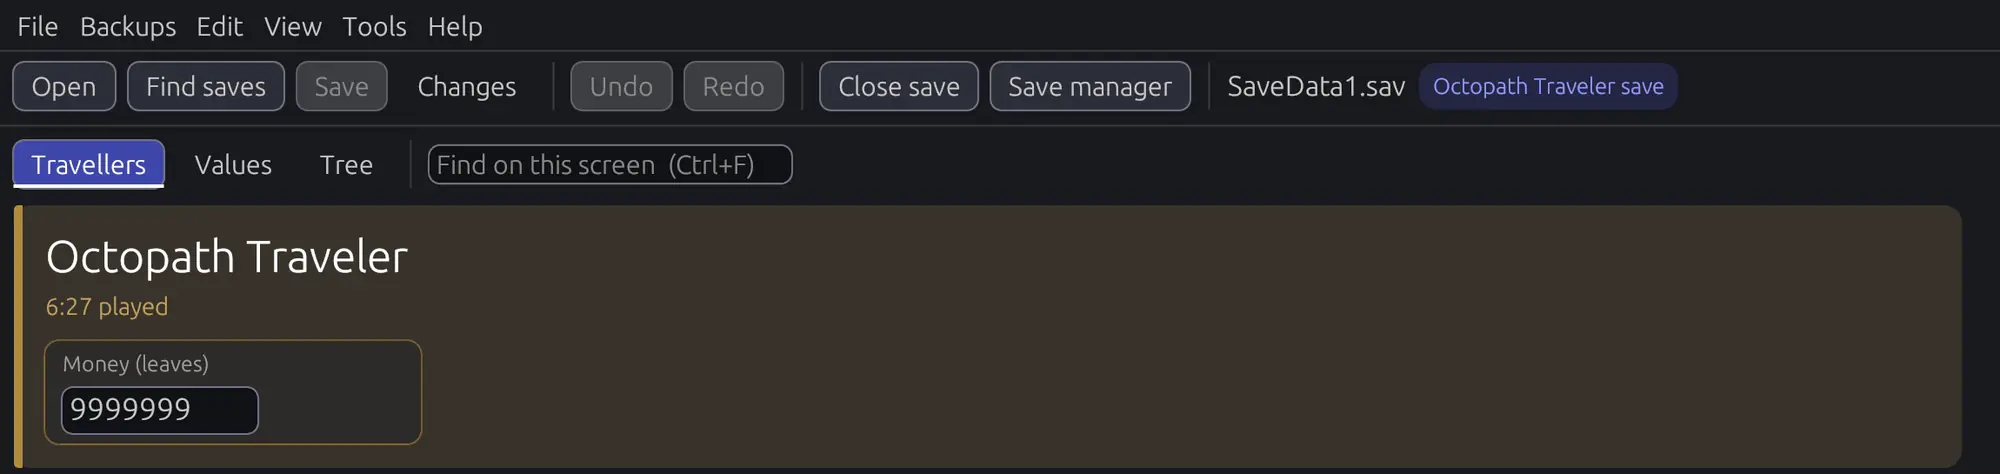 File Backups Edit View Tools Help
Open Find saves Save Changes Undo Redo Close save Save manager SaveData1.sav Octopath Traveler save
Travellers Values Tree Find on this screen (Ctrl+F)
Octopath Traveler
6:27 played
Money (leaves)
9999999